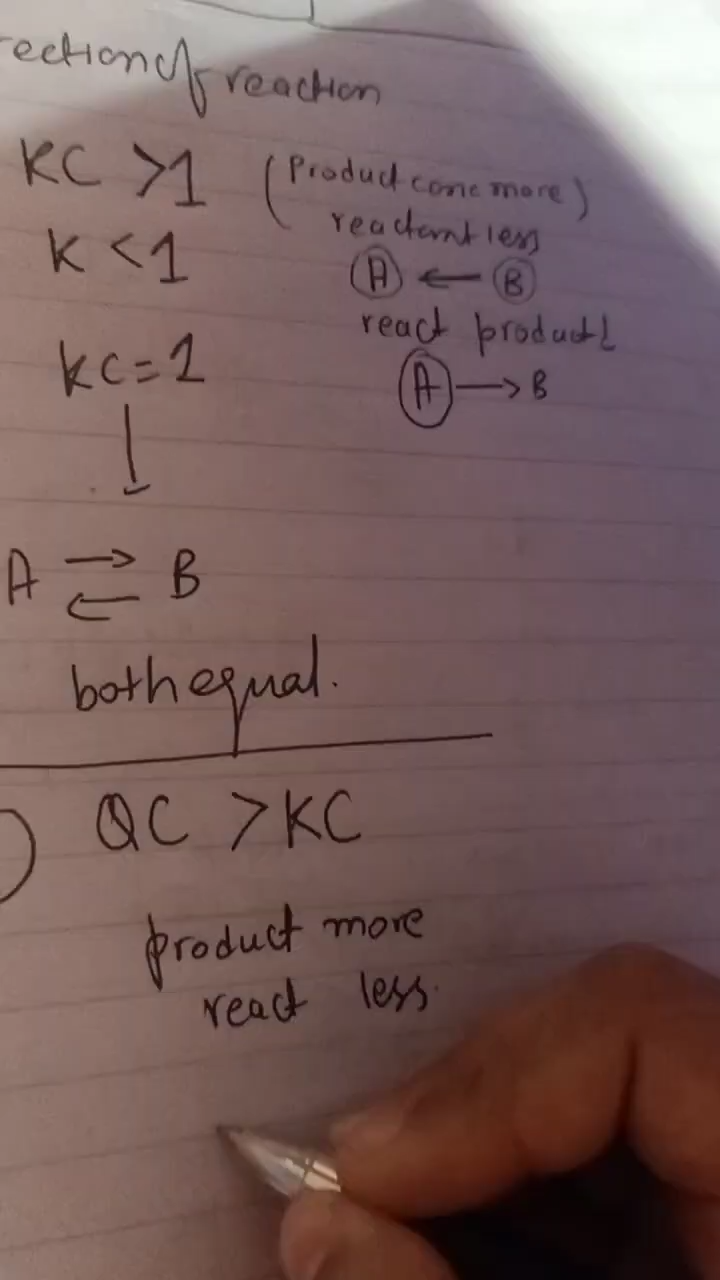 rection of reaction
KC >1 (Product conc more)
reactant less
K <1 A ← B
react product↓
KC=1 A → B
A ⇄ B
both equal.
QC > KC
product more
react less.